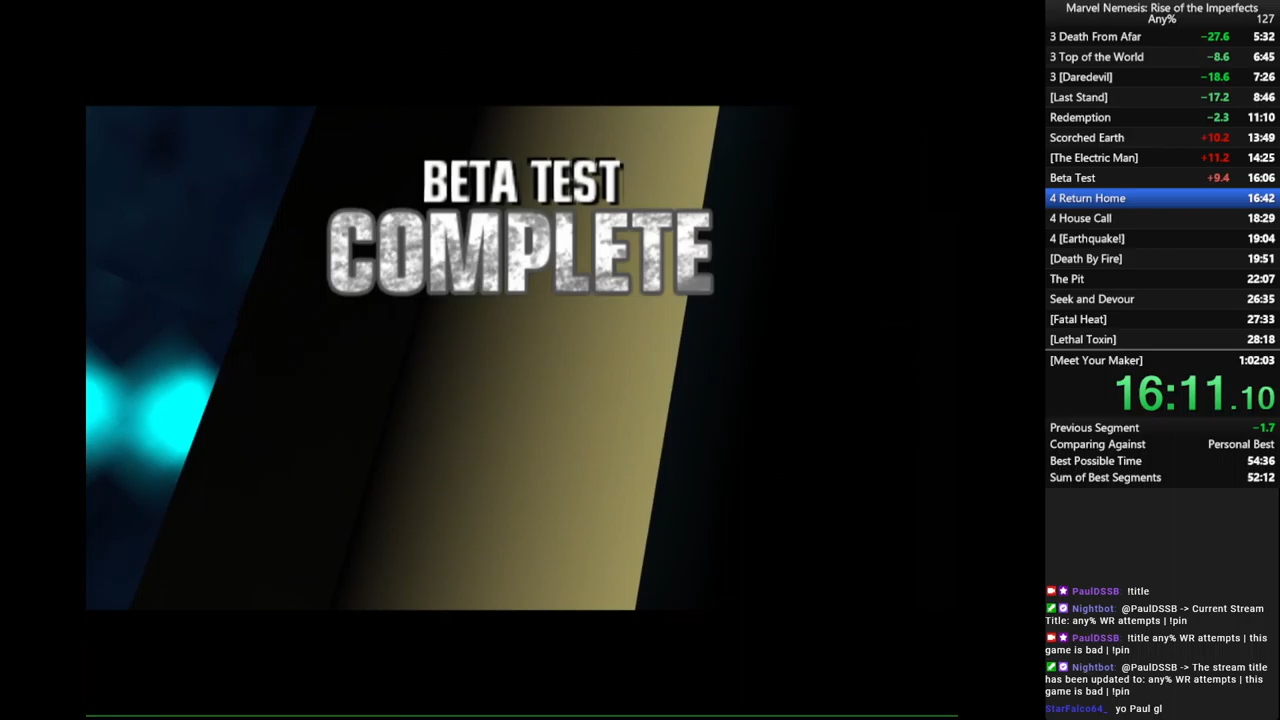 BETA TEST
COMPLETE
Marvel Nemesis: Rise of the Imperfects
Any% 127
3 Death From Afar −27.6 5:32
3 Top of the World −8.6 6:45
3 [Daredevil] −18.6 7:26
[Last Stand] −17.2 8:46
Redemption −2.3 11:10
Scorched Earth +10.2 13:49
[The Electric Man] +11.2 14:25
Beta Test +9.4 16:06
4 Return Home 16:42
4 House Call 18:29
4 [Earthquake!] 19:04
[Death By Fire] 19:51
The Pit 22:07
Seek and Devour 26:35
[Fatal Heat] 27:33
[Lethal Toxin] 28:18
[Meet Your Maker] 1:02:03
16:11.10
Previous Segment −1.7
Comparing Against Personal Best
Best Possible Time 54:36
Sum of Best Segments 52:12
PaulDSSB: !title
Nightbot: @PaulDSSB -> Current Stream
Title: any% WR attempts | !pin
PaulDSSB: !title any% WR attempts | this
game is bad | !pin
Nightbot: @PaulDSSB -> The stream title
has been updated to: any% WR attempts | this
game is bad | !pin
StarFalco64_ yo Paul gl